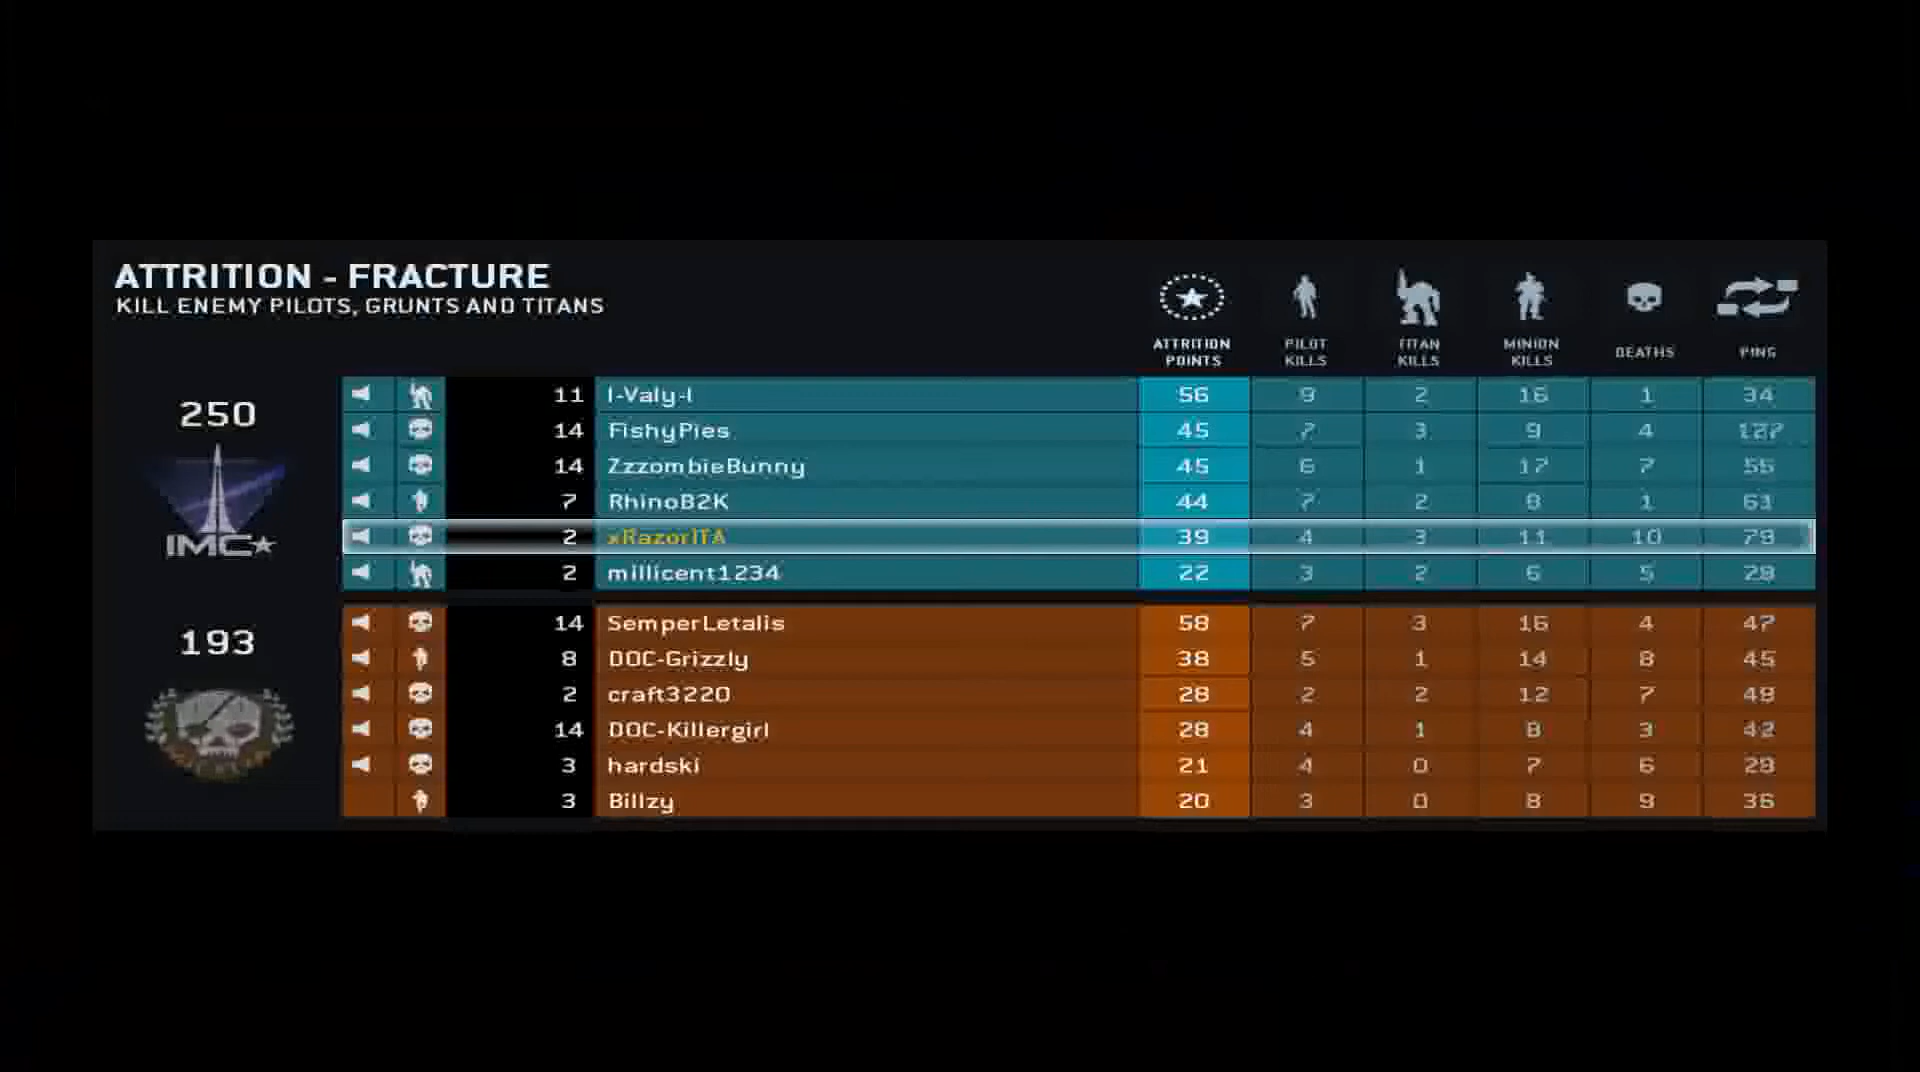 ATTRITION - FRACTURE
KILL ENEMY PILOTS, GRUNTS AND TITANS
ATTRITION POINTS PILOT KILLS TITAN KILLS MINION KILLS DEATHS PING
250
IMC
11 I-Valy-I 56 9 2 16 1 34
14 FishyPies 45 7 3 9 4 127
14 ZzzombieBunny 45 6 1 17 7 55
7 RhinoB2K 44 7 2 8 1 63
2 xRazorITA 39 4 3 11 10 79
2 millicent1234 22 3 2 6 5 28
193
14 SemperLetalis 58 7 3 16 4 47
8 DOC-Grizzly 38 5 1 14 8 45
2 craft3220 28 2 2 12 7 48
14 DOC-Killergirl 28 4 1 8 3 42
3 hardski 21 4 0 7 6 28
3 Billzy 20 3 0 8 9 36